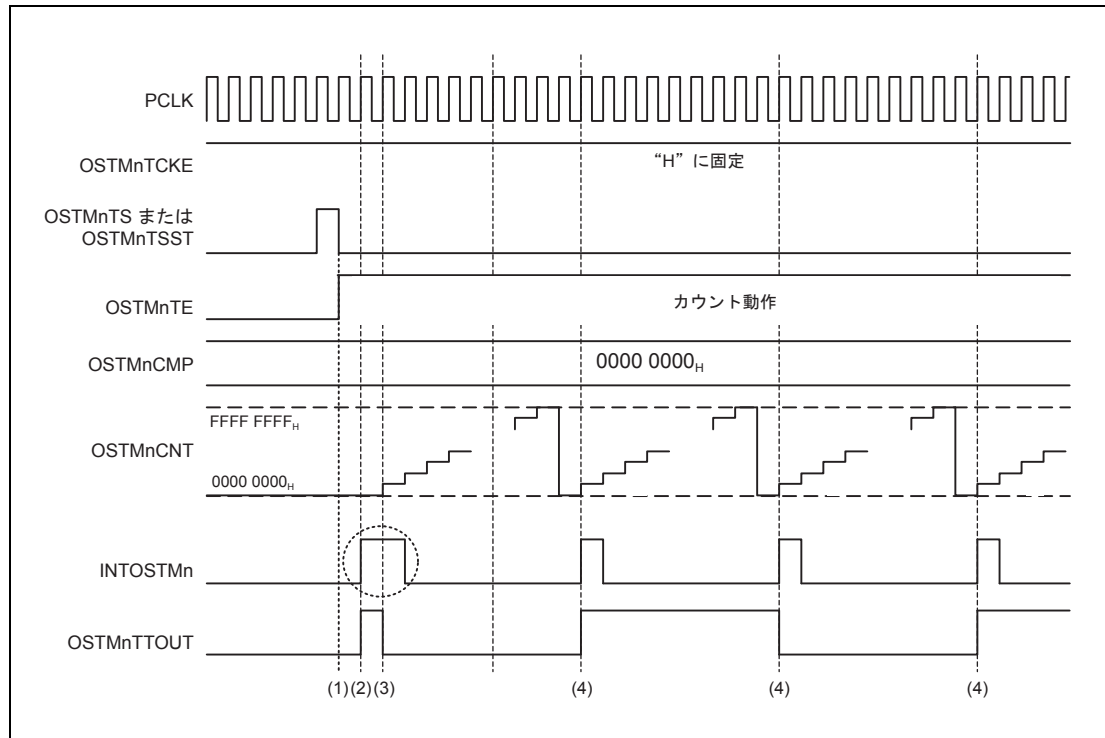 PCLK
OSTMnTCKE
“H”に固定
OSTMnTS または
OSTMnTSST
OSTMnTE
カウント動作
OSTMnCMP
0000 0000H
FFFF FFFFH
OSTMnCNT
0000 0000H
INTOSTMn
OSTMnTTOUT
(1) (2) (3) (4) (4) (4)